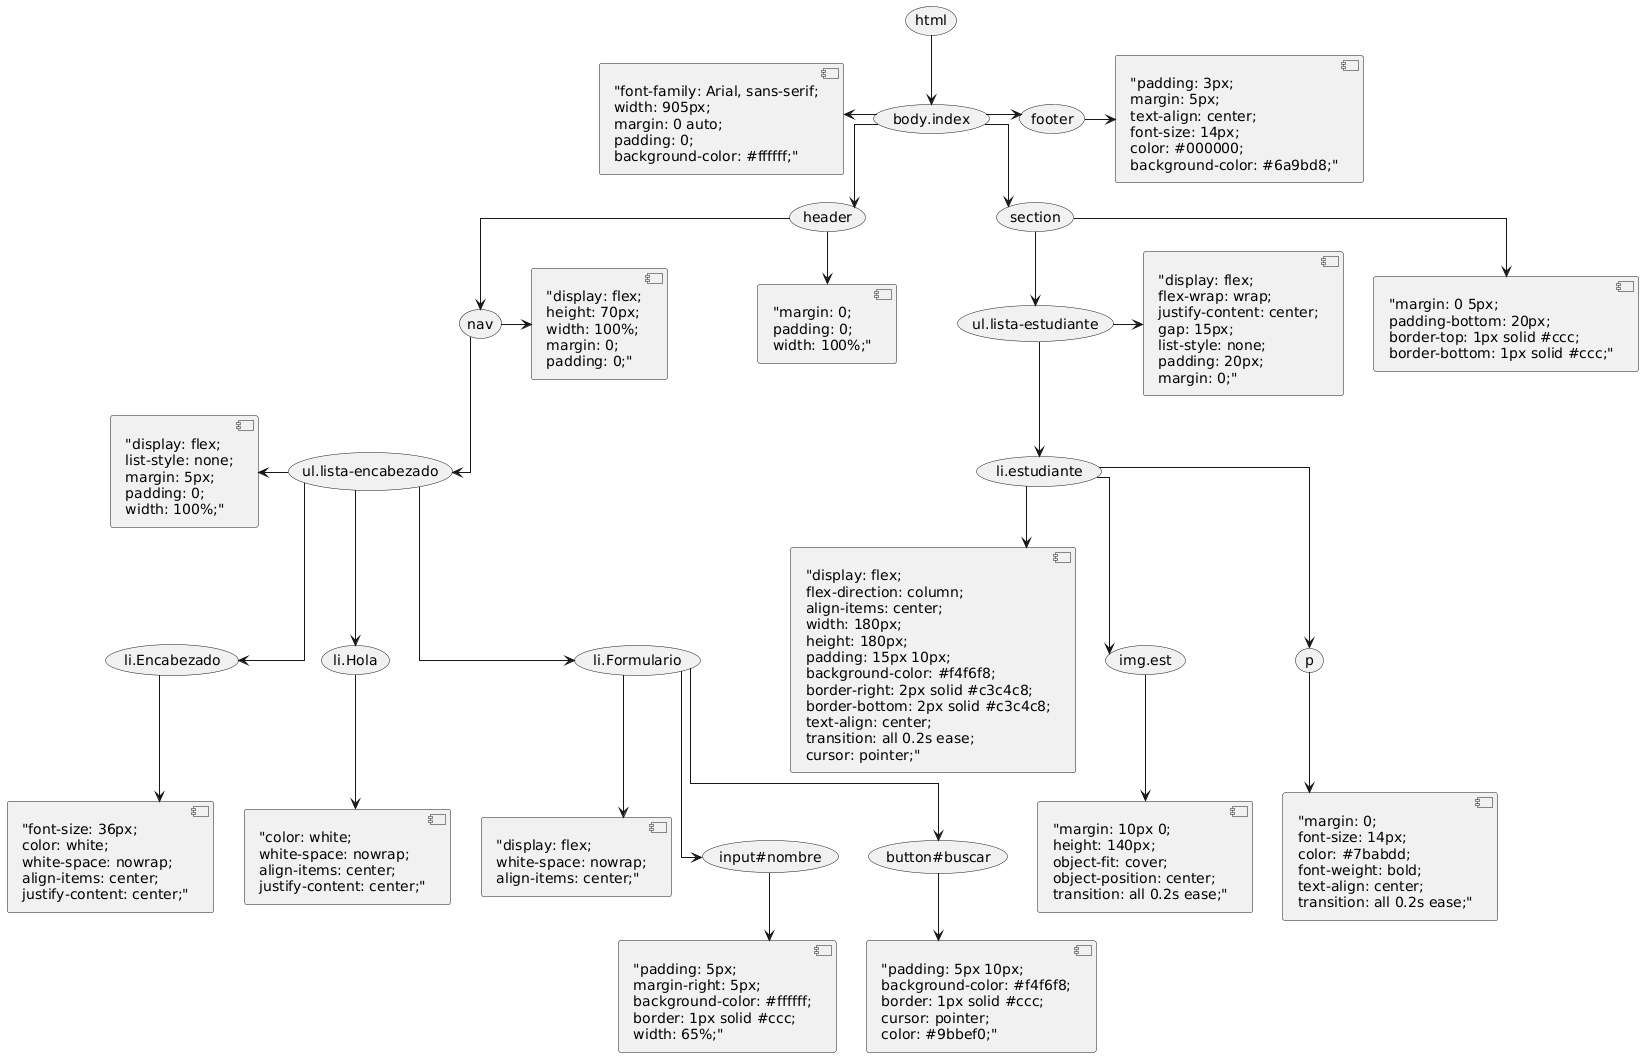 html
"font-family: Arial, sans-serif;
width: 905px;
margin: 0 auto;
padding: 0;
background-color: #ffffff;"
body.index
footer
"padding: 3px;
margin: 5px;
text-align: center;
font-size: 14px;
color: #000000;
background-color: #6a9bd8;"
header
section
nav
"display: flex;
height: 70px;
width: 100%;
margin: 0;
padding: 0;"
"margin: 0;
padding: 0;
width: 100%;"
ul.lista-estudiante
"display: flex;
flex-wrap: wrap;
justify-content: center;
gap: 15px;
list-style: none;
padding: 20px;
margin: 0;"
"margin: 0 5px;
padding-bottom: 20px;
border-top: 1px solid #ccc;
border-bottom: 1px solid #ccc;"
"display: flex;
list-style: none;
margin: 5px;
padding: 0;
width: 100%;"
ul.lista-encabezado
li.estudiante
li.Encabezado
li.Hola
li.Formulario
"display: flex;
flex-direction: column;
align-items: center;
width: 180px;
height: 180px;
padding: 15px 10px;
background-color: #f4f6f8;
border-right: 2px solid #c3c4c8;
border-bottom: 2px solid #c3c4c8;
text-align: center;
transition: all 0.2s ease;
cursor: pointer;"
img.est
p
"font-size: 36px;
color: white;
white-space: nowrap;
align-items: center;
justify-content: center;"
"color: white;
white-space: nowrap;
align-items: center;
justify-content: center;"
"display: flex;
white-space: nowrap;
align-items: center;"
input#nombre
button#buscar
"margin: 10px 0;
height: 140px;
object-fit: cover;
object-position: center;
transition: all 0.2s ease;"
"margin: 0;
font-size: 14px;
color: #7babdd;
font-weight: bold;
text-align: center;
transition: all 0.2s ease;"
"padding: 5px;
margin-right: 5px;
background-color: #ffffff;
border: 1px solid #ccc;
width: 65%;"
"padding: 5px 10px;
background-color: #f4f6f8;
border: 1px solid #ccc;
cursor: pointer;
color: #9bbef0;"